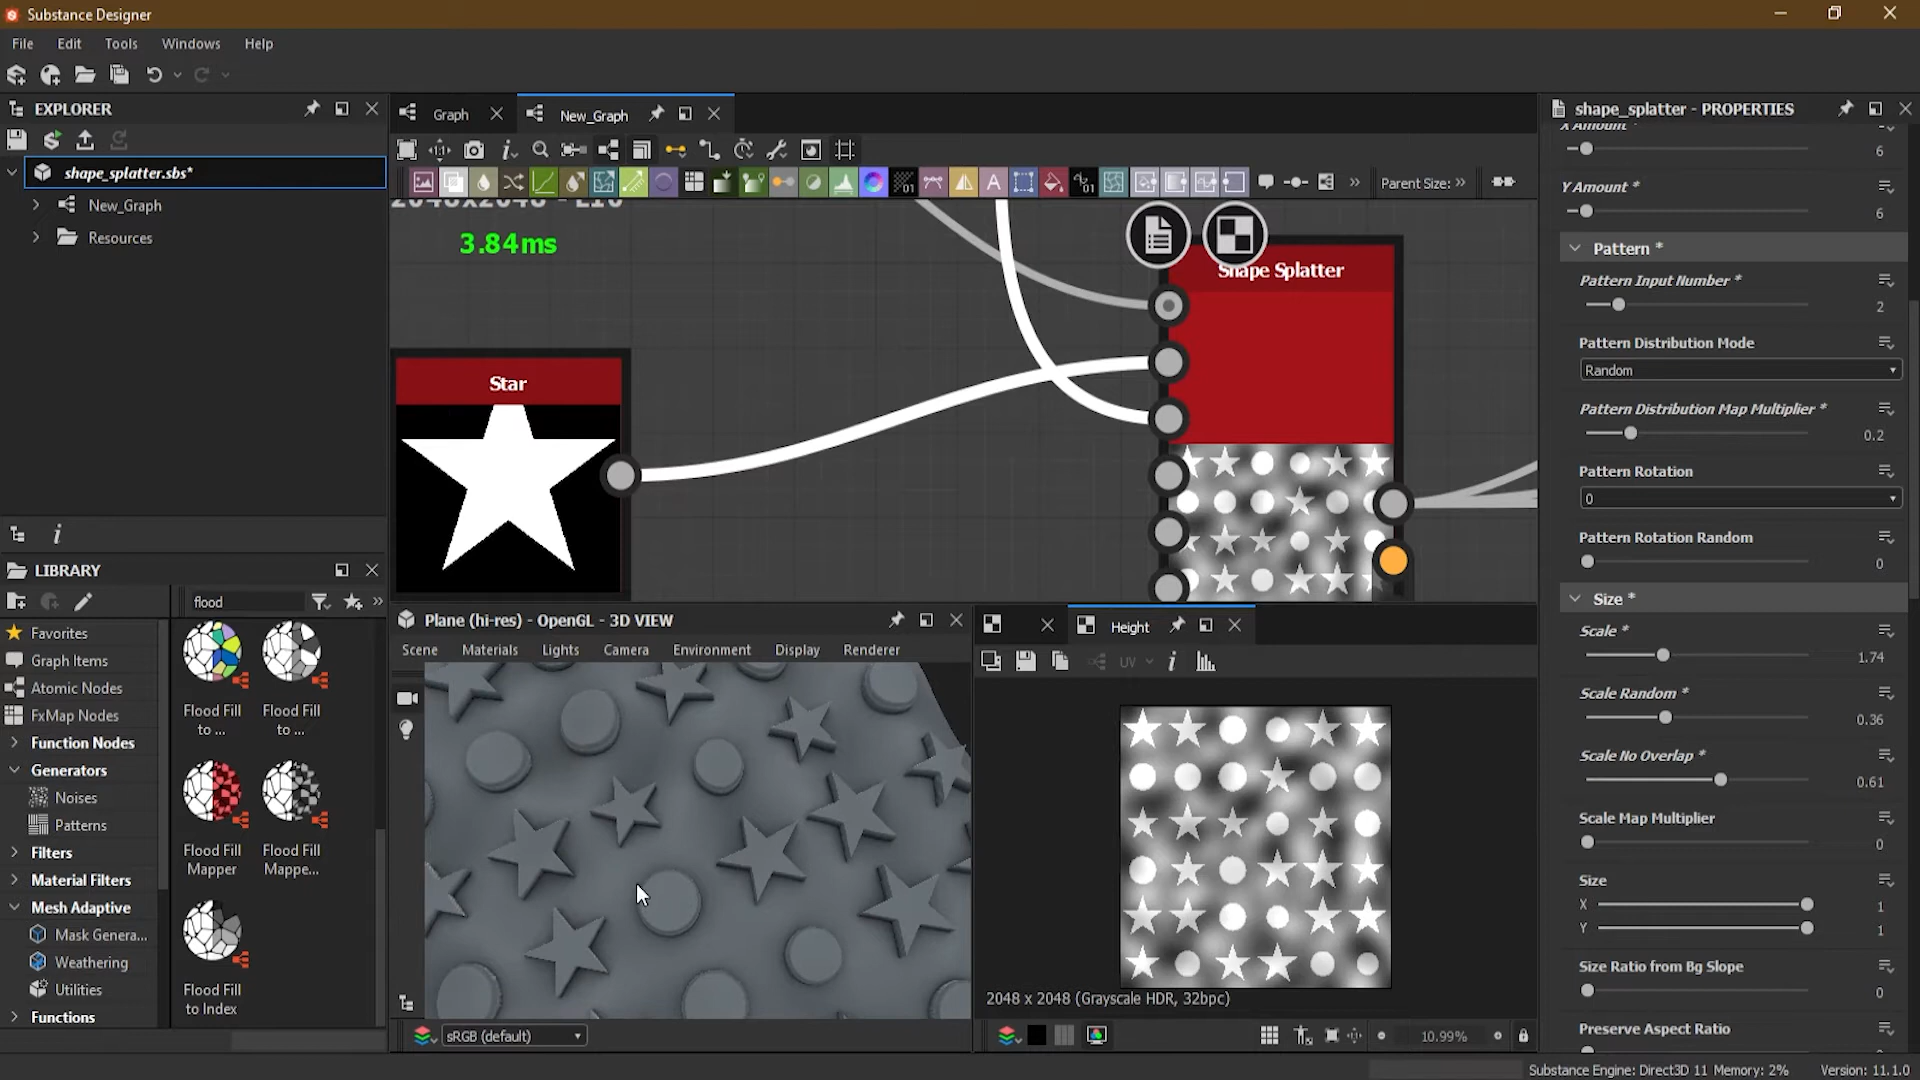 Substance Designer
File Edit Tools Windows Help
EXPLORER
shape_splatter.sbs*
New_Graph
Resources
LIBRARY
flood
Favorites
Graph Items
Atomic Nodes
FxMap Nodes
Function Nodes
Generators
Noises
Patterns
Filters
Material Filters
Mesh Adaptive
Mask Genera...
Weathering
Utilities
Functions
Flood Fill
to ...
Flood Fill
to ...
Flood Fill
Mapper
Flood Fill
Mappe...
Flood Fill
to Index
Graph New_Graph
01 A 01 Parent Size:
2048x2048 - L16
3.84ms
Star
Shape Splatter
Plane (hi-res) - OpenGL - 3D VIEW
Scene Materials Lights Camera Environment Display Renderer
sRGB (default)
Height
UV
2048 x 2048 (Grayscale HDR, 32bpc)
10.99%
shape_splatter - PROPERTIES
X Amount *
6
Y Amount *
6
Pattern *
Pattern Input Number *
2
Pattern Distribution Mode
Random
Pattern Distribution Map Multiplier *
0.2
Pattern Rotation
0
Pattern Rotation Random
0
Size *
Scale *
1.74
Scale Random *
0.36
Scale No Overlap *
0.61
Scale Map Multiplier
0
Size
X 1
Y 1
Size Ratio from Bg Slope
0
Preserve Aspect Ratio
Substance Engine: Direct3D 11 Memory: 2% Version: 11.1.0